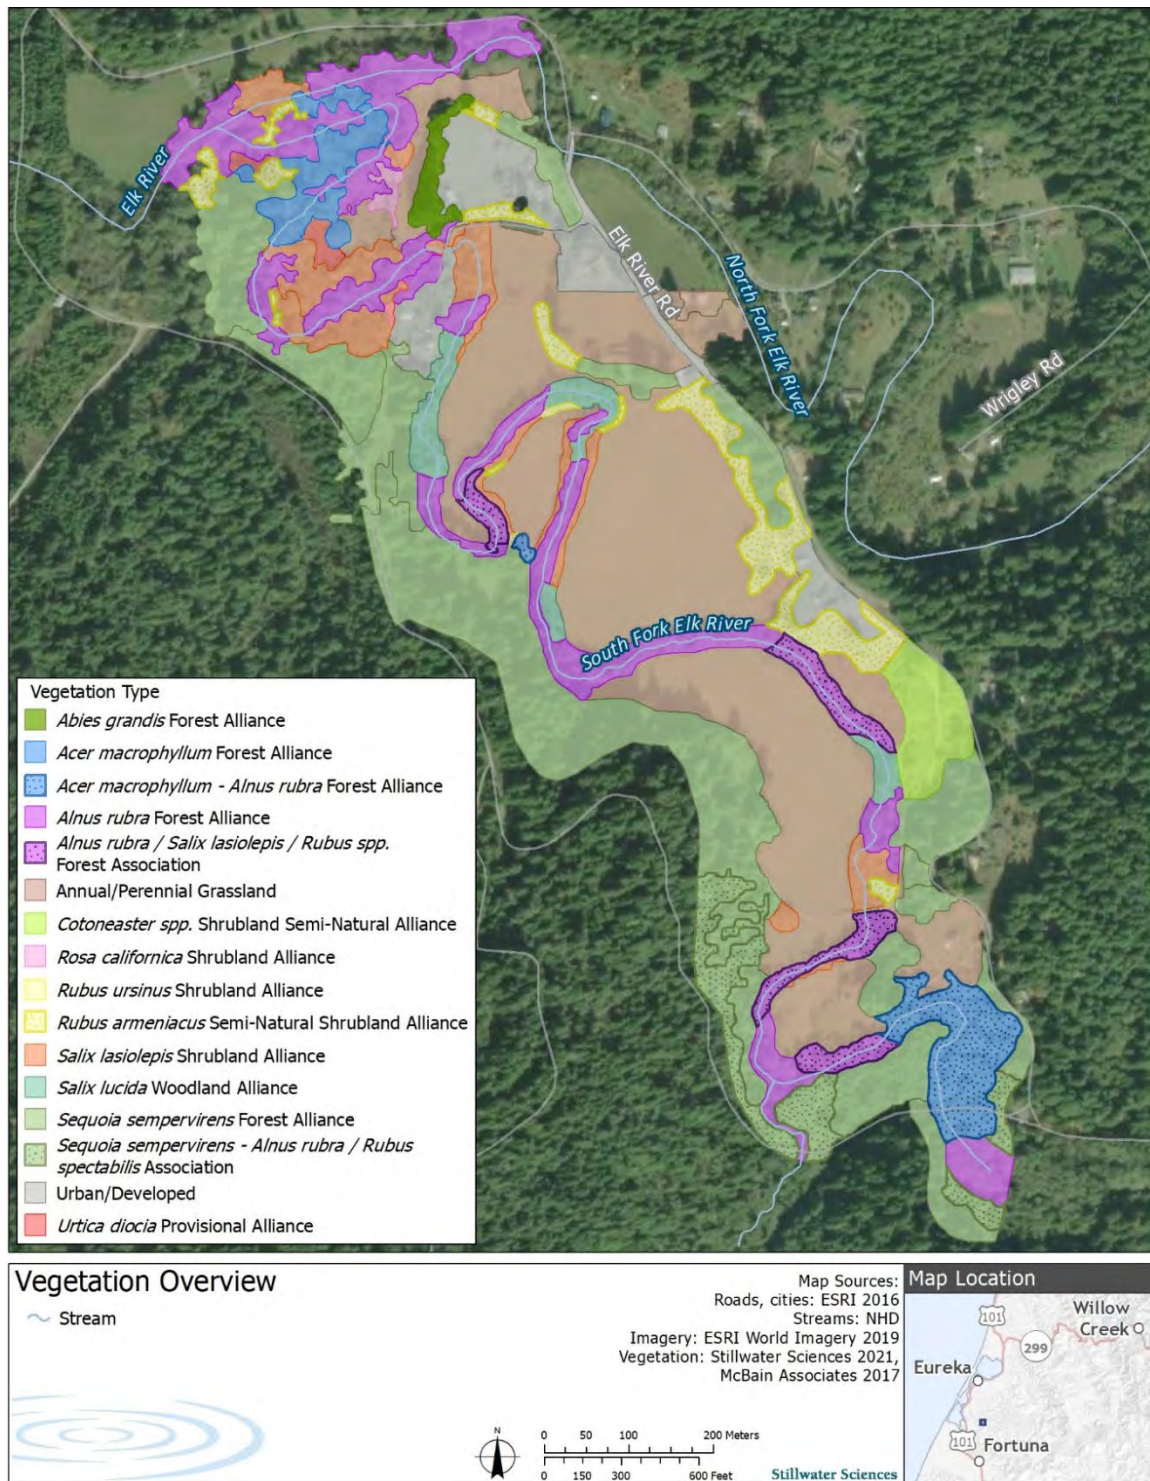 Elk River
Elk River Rd
North Fork Elk River
Wrigley Rd
South Fork Elk River
Vegetation Type
Abies grandis Forest Alliance
Acer macrophyllum Forest Alliance
Acer macrophyllum - Alnus rubra Forest Alliance
Alnus rubra Forest Alliance
Alnus rubra / Salix lasiolepis / Rubus spp.
Forest Association
Annual/Perennial Grassland
Cotoneaster spp. Shrubland Semi-Natural Alliance
Rosa californica Shrubland Alliance
Rubus ursinus Shrubland Alliance
Rubus armeniacus Semi-Natural Shrubland Alliance
Salix lasiolepis Shrubland Alliance
Salix lucida Woodland Alliance
Sequoia sempervirens Forest Alliance
Sequoia sempervirens - Alnus rubra / Rubus
spectabilis Association
Urban/Developed
Urtica diocia Provisional Alliance
Vegetation Overview
Stream
Map Sources:
Roads, cities: ESRI 2016
Streams: NHD
Imagery: ESRI World Imagery 2019
Vegetation: Stillwater Sciences 2021,
McBain Associates 2017
N
0 50 100 200 Meters
0 150 300 600 Feet
Stillwater Sciences
Map Location
101
Willow
Creek
299
Eureka
101
Fortuna